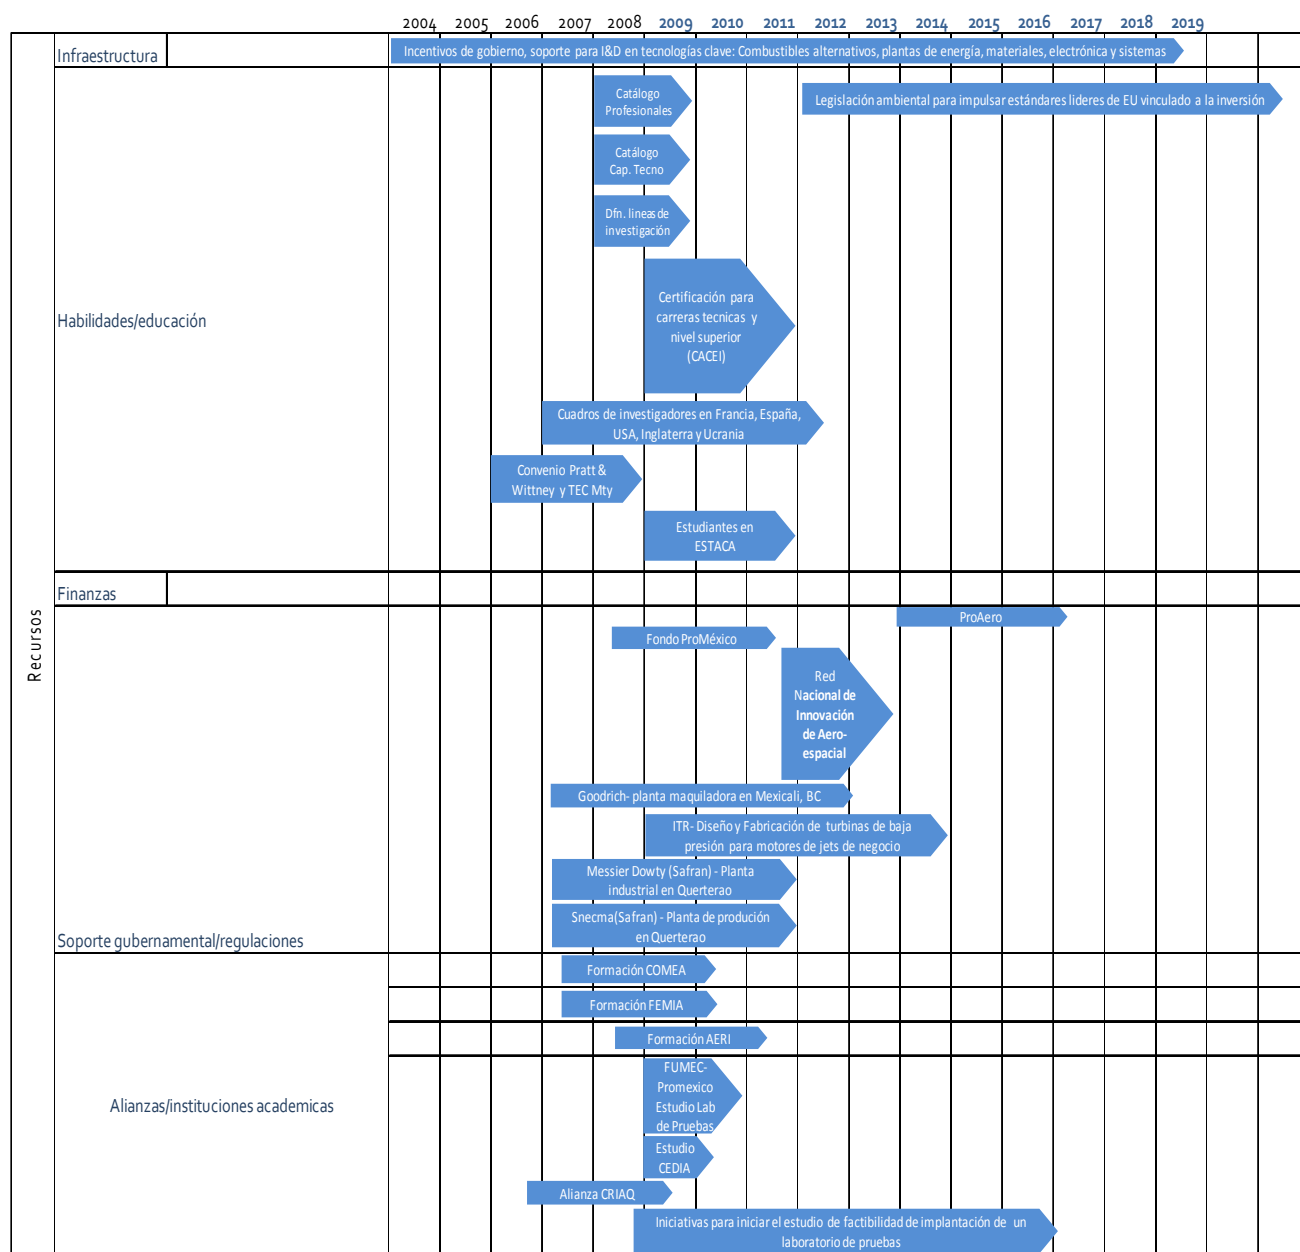 2004 2005 2006 2007 2008 2009 2010 2011 2012 2013 2014 2015 2016 2017 2018 2019
Recursos
Infraestructura
Incentivos de gobierno, soporte para I&D en tecnologías clave: Combustibles alternativos, plantas de energía, materiales, electrónica y sistemas
Habilidades/educación
Catálogo
Profesionales
Legislación ambiental para impulsar estándares lideres de EU vinculado a la inversión
Catálogo
Cap. Tecno
Dfn. lineas de
investigación
Certificación para
carreras tecnicas y
nivel superior
(CACEI)
Cuadros de investigadores en Francia, España,
USA, Inglaterra y Ucrania
Convenio Pratt &
Wittney y TEC Mty
Estudiantes en
ESTACA
Finanzas
Soporte gubernamental/regulaciones
ProAero
Fondo ProMéxico
Red
Nacional de
Innovación
de Aero-
espacial
Goodrich- planta maquiladora en Mexicali, BC
ITR- Diseño y Fabricación de turbinas de baja
presión para motores de jets de negocio
Messier Dowty (Safran) - Planta
industrial en Querterao
Snecma(Safran) - Planta de produción
en Querterao
Alianzas/instituciones academicas
Formación COMEA
Formación FEMIA
Formación AERI
FUMEC-
Promexico
Estudio Lab
de Pruebas
Estudio
CEDIA
Alianza CRIAQ
Iniciativas para iniciar el estudio de factibilidad de implantación de un
laboratorio de pruebas